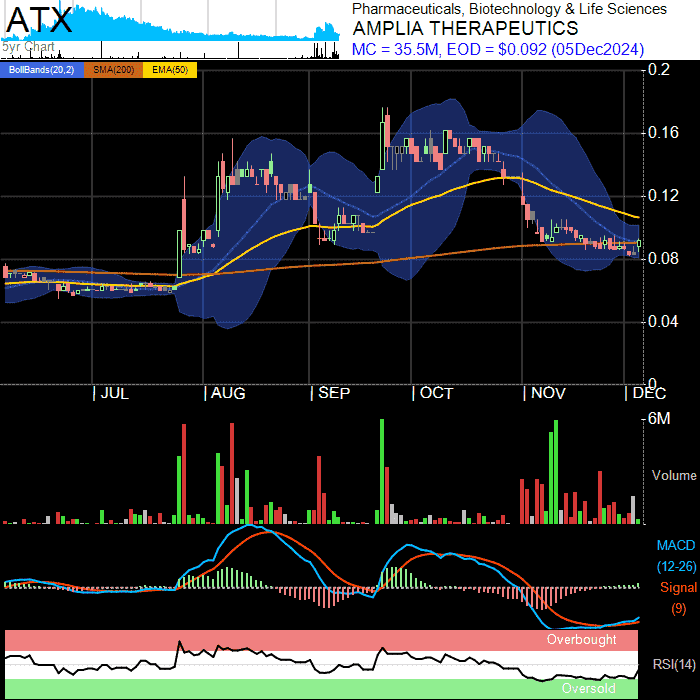 ATX
Pharmaceuticals, Biotechnology & Life Sciences
AMPLIA THERAPEUTICS
MC = 35.5M, EOD = $0.092 (05Dec2024)
5yr Chart
BollBands(20,2) SMA(200) EMA(50)
0.2
0.16
0.12
0.08
0.04
0
JUL AUG SEP OCT NOV DEC
6M
Volume
MACD
(12-26)
Signal
(9)
Overbought
RSI(14)
Oversold